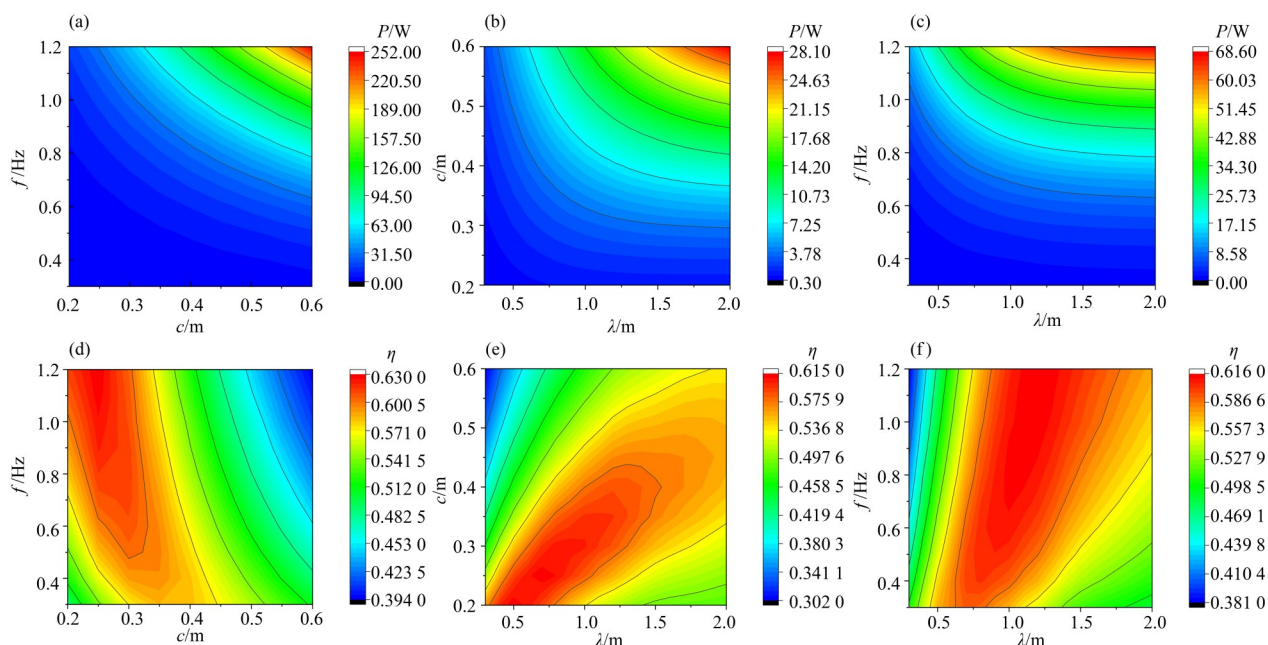 (a)
P/W
1.2
1.0
0.8
0.6
0.4
f/Hz
0.2 0.3 0.4 0.5 0.6
c/m
252.00
220.50
189.00
157.50
126.00
94.50
63.00
31.50
0.00
(b)
P/W
0.6
0.5
0.4
0.3
0.2
c/m
0.5 1.0 1.5 2.0
λ/m
28.10
24.63
21.15
17.68
14.20
10.73
7.25
3.78
0.30
(c)
P/W
1.2
1.0
0.8
0.6
0.4
f/Hz
0.5 1.0 1.5 2.0
λ/m
68.60
60.03
51.45
42.88
34.30
25.73
17.15
8.58
0.00
(d)
η
1.2
1.0
0.8
0.6
0.4
f/Hz
0.2 0.3 0.4 0.5 0.6
c/m
0.630 0
0.600 5
0.571 0
0.541 5
0.512 0
0.482 5
0.453 0
0.423 5
0.394 0
(e)
η
0.6
0.5
0.4
0.3
0.2
c/m
0.5 1.0 1.5 2.0
λ/m
0.615 0
0.575 9
0.536 8
0.497 6
0.458 5
0.419 4
0.380 3
0.341 1
0.302 0
(f)
η
1.2
1.0
0.8
0.6
0.4
f/Hz
0.5 1.0 1.5 2.0
λ/m
0.616 0
0.586 6
0.557 3
0.527 9
0.498 5
0.469 1
0.439 8
0.410 4
0.381 0